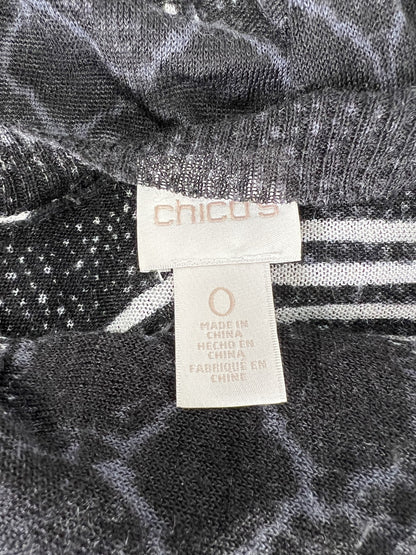 chico's
0
MADE IN
CHINA
HECHO EN
CHINA
FABRIQUÉ EN
CHINE